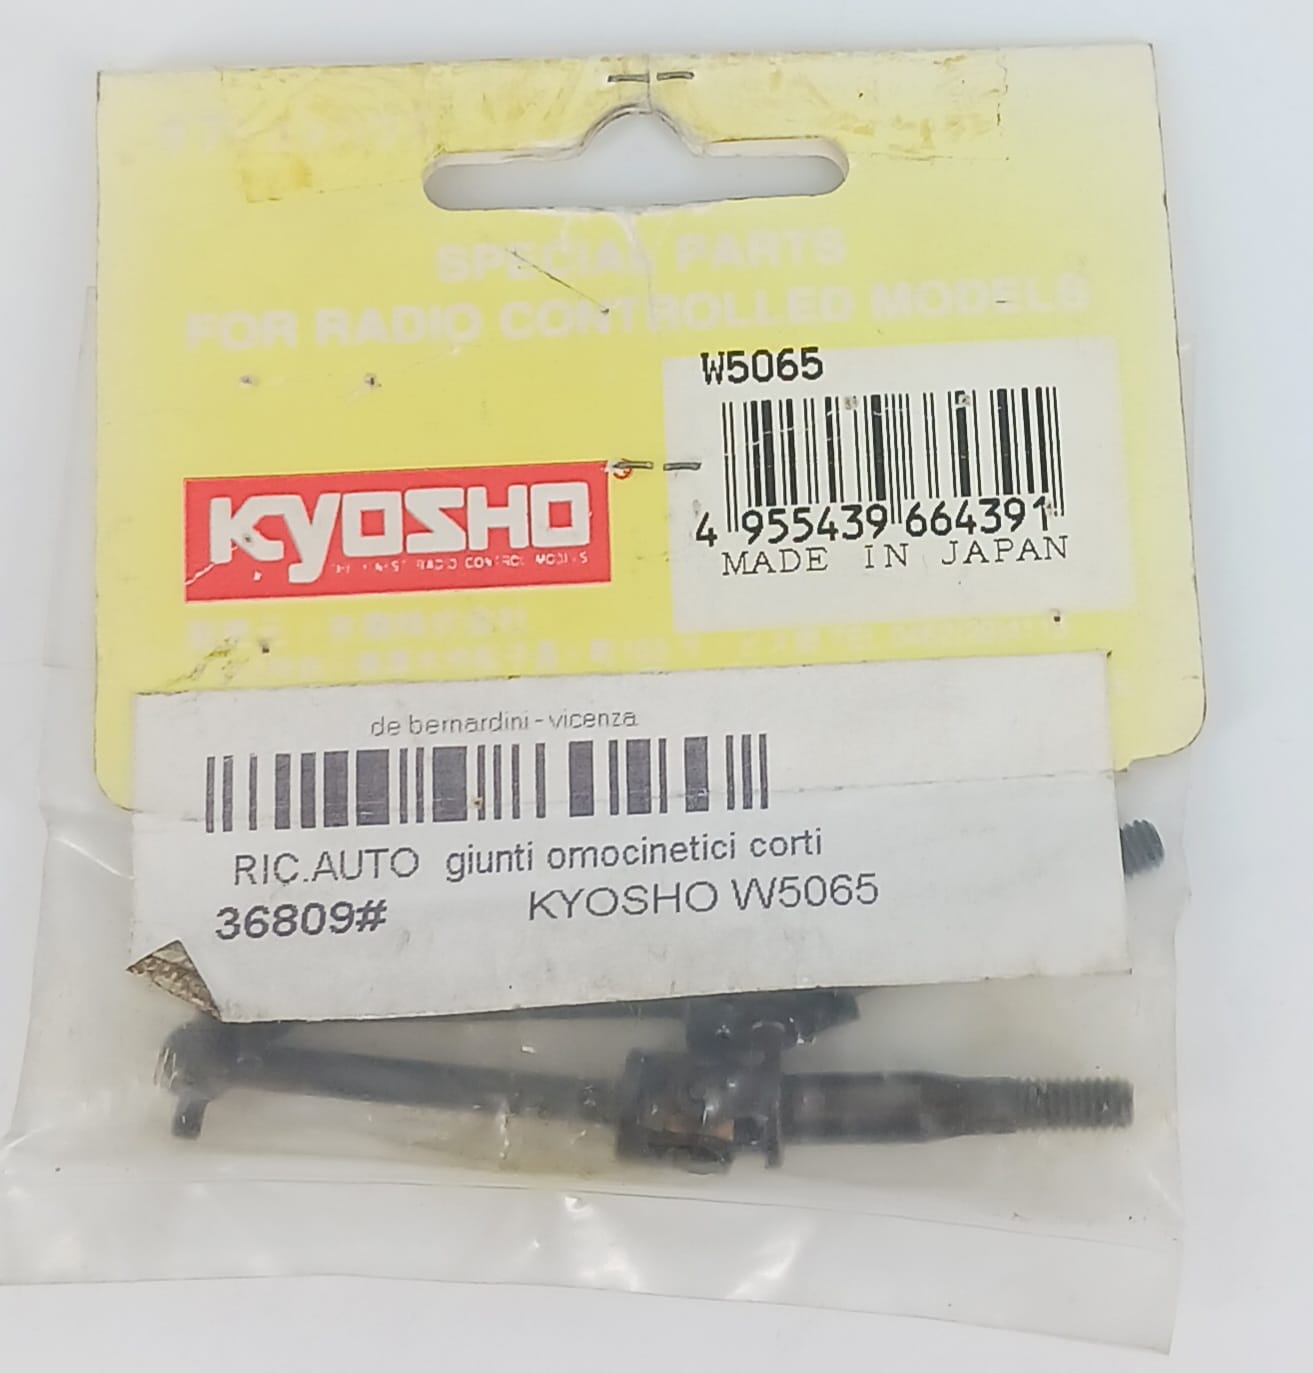 SPECIAL PARTS
FOR RADIO CONTROLLED MODELS
W5065
4 955439 664391
MADE IN JAPAN
KYOSHO
THE FINEST RADIO CONTROL MODELS
de bernardini - vicenza
RIC.AUTO giunti omocinetici corti
36809# KYOSHO W5065